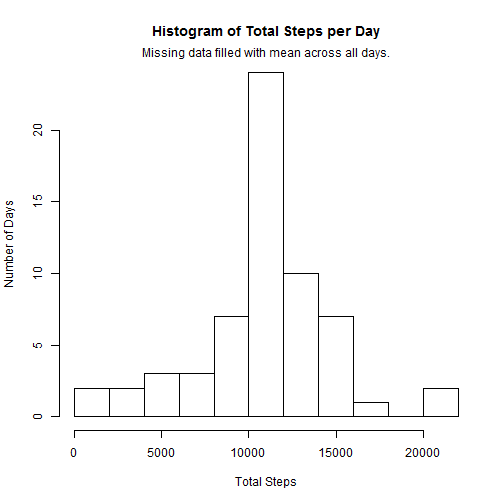 Histogram of Total Steps per Day
Missing data filled with mean across all days.
Number of Days
20
15
10
5
0
0 5000 10000 15000 20000
Total Steps